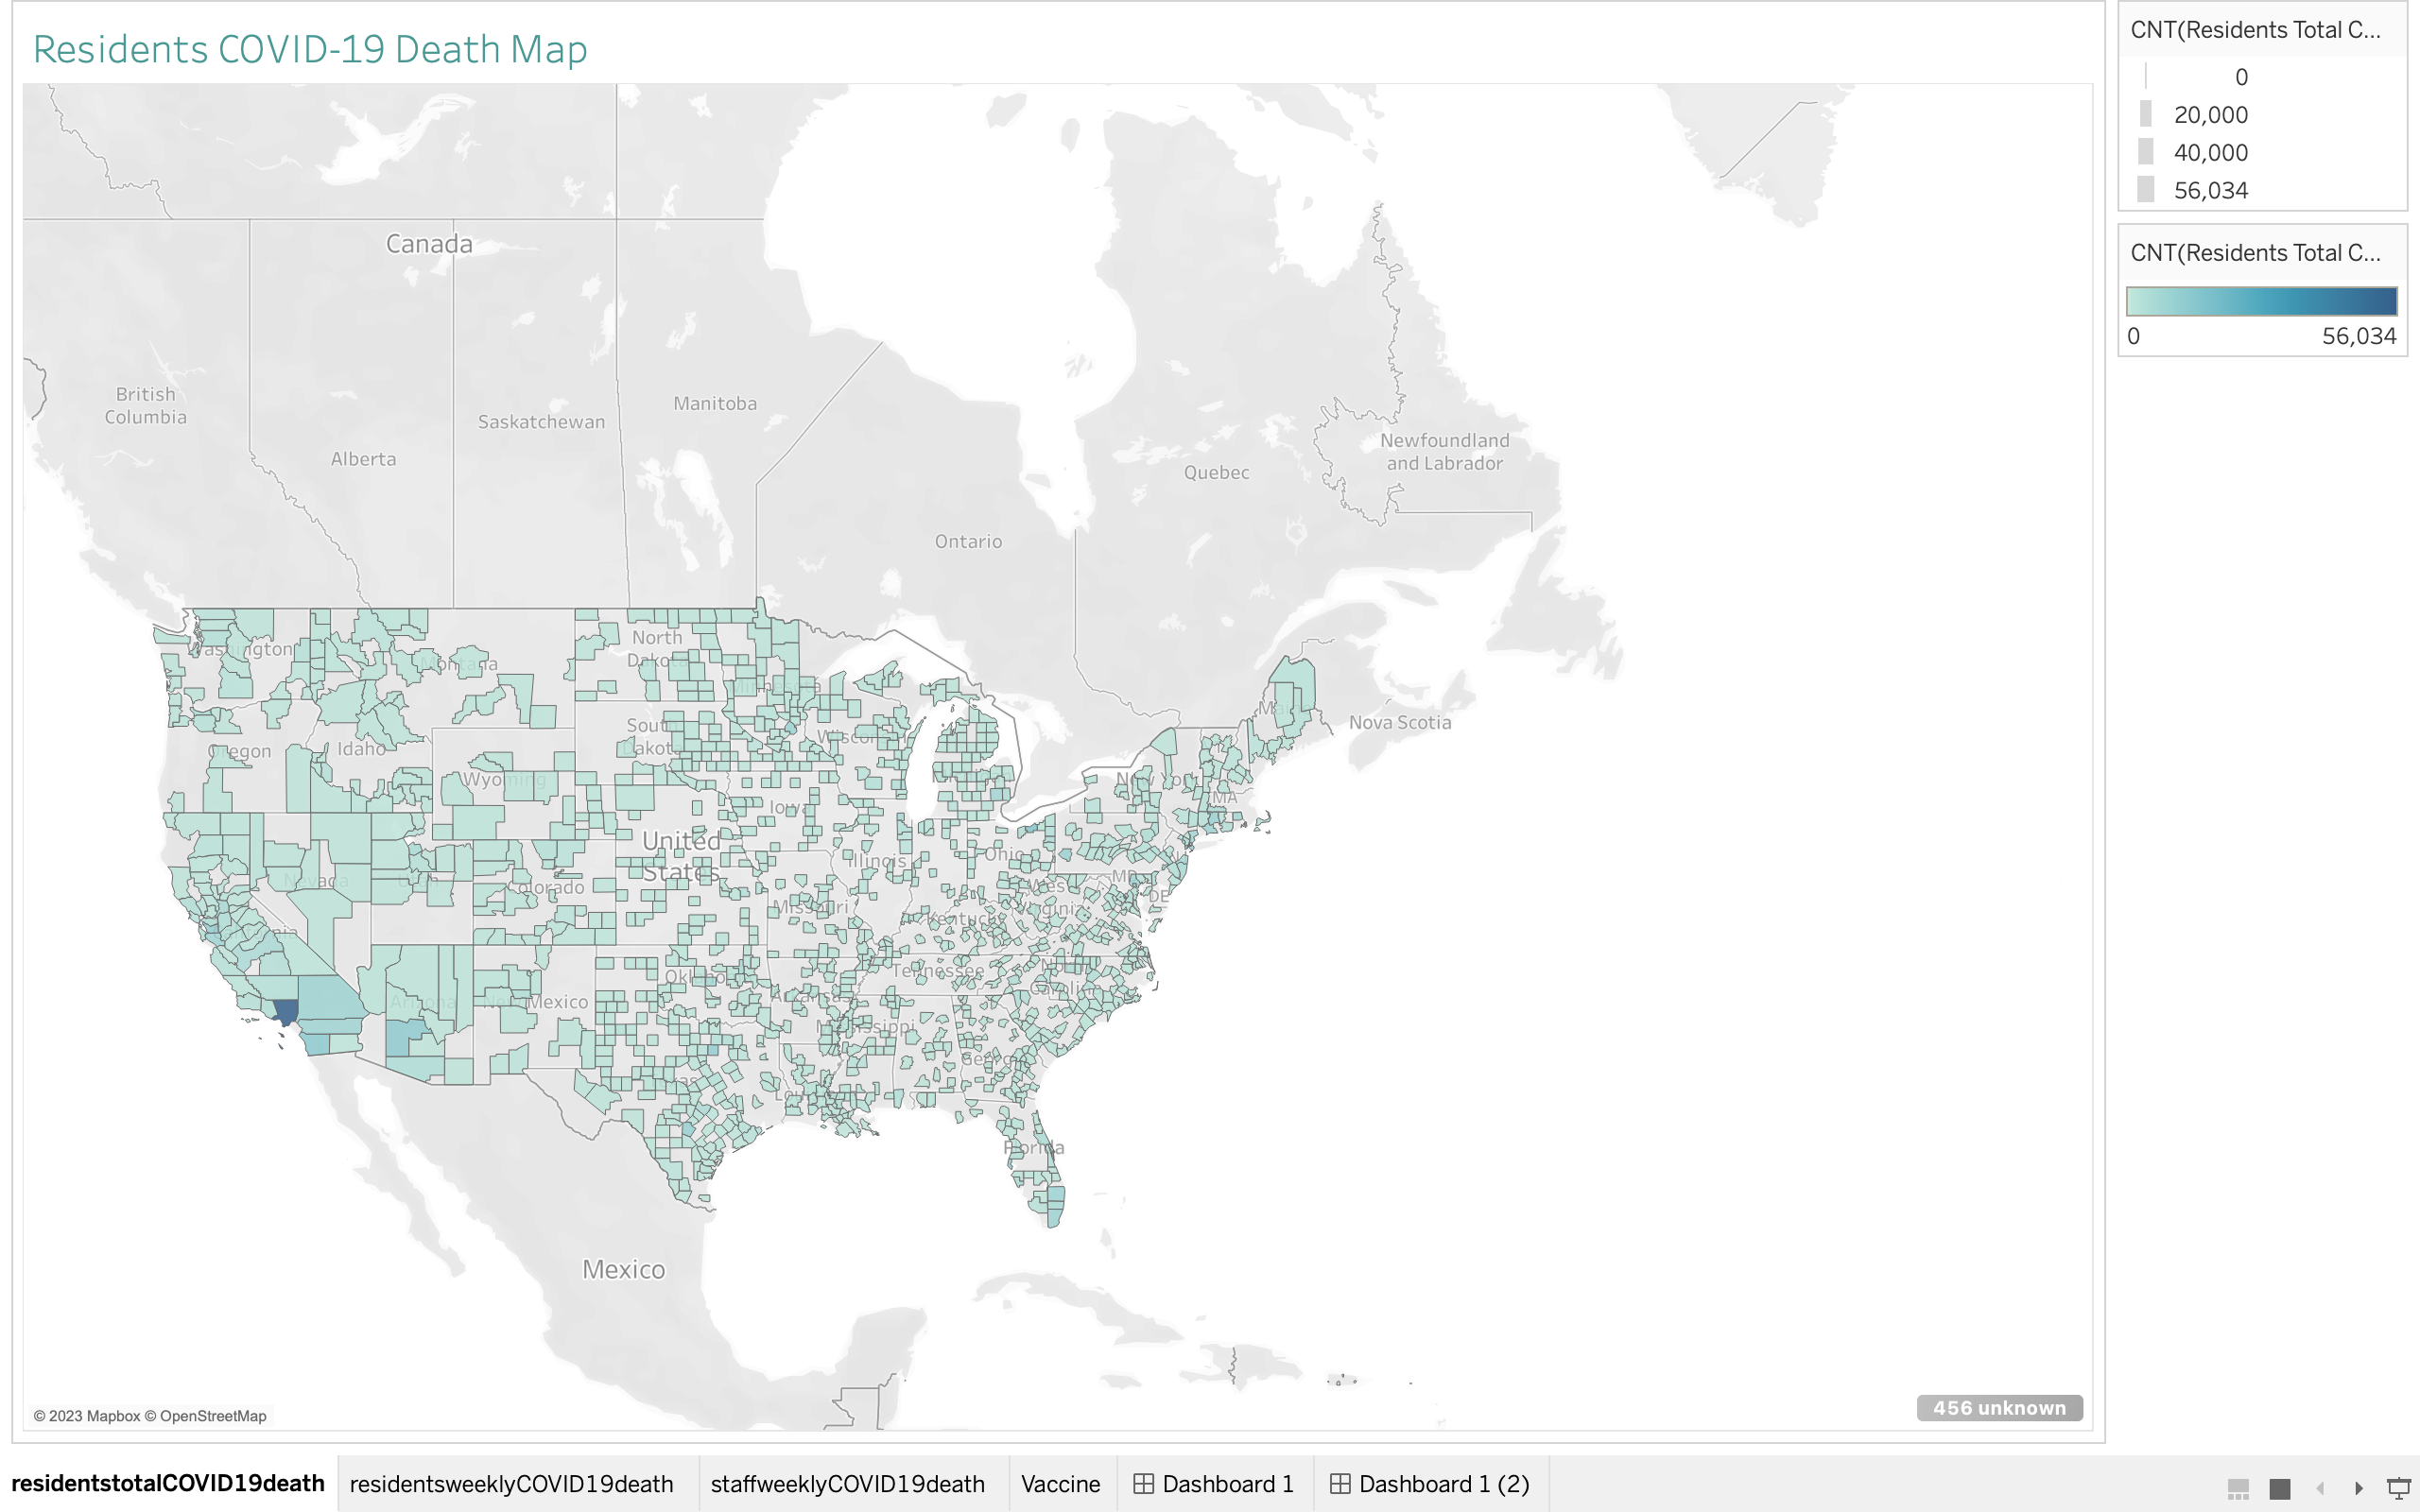 Residents COVID-19 Death Map
CNT(Residents Total C...
0
20,000
40,000
56,034
CNT(Residents Total C...
0 56,034
Canada
British
Columbia
Alberta
Saskatchewan
Manitoba
Ontario
Quebec
Newfoundland
and Labrador
Nova Scotia
Washington
Montana
North
Dakota
Minnesota
South
Dakota
Wisconsin
Oregon
Idaho
Wyoming
Iowa
New York
MA
Maine
United
States
Nevada
Utah
Colorado
Illinois
Ohio
West
Virginia
MD
DE
Missouri
Kentucky
Arizona
New Mexico
Oklahoma
Arkansas
Tennessee
North
Carolina
Mississippi
Georgia
Texas
Florida
Mexico
© 2023 Mapbox © OpenStreetMap
456 unknown
residentstotalCOVID19death residentsweeklyCOVID19death staffweeklyCOVID19death Vaccine Dashboard 1 Dashboard 1 (2)